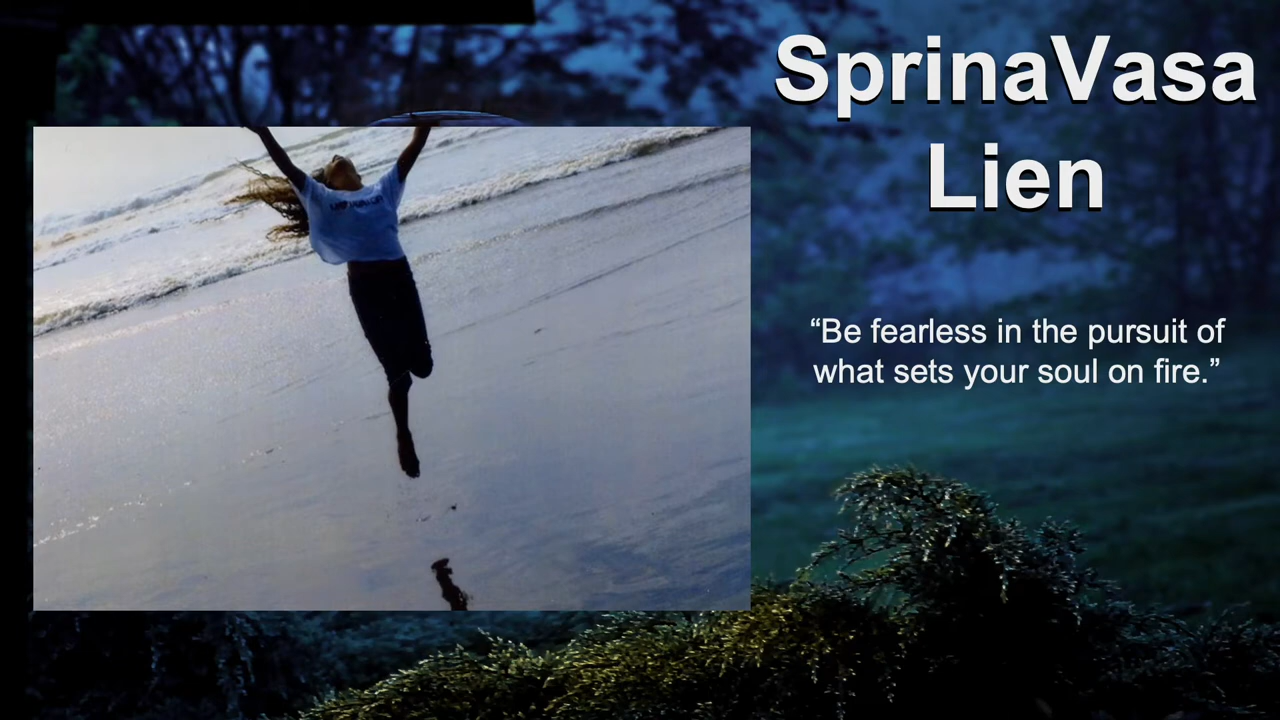 SprinaVasa
Lien
“Be fearless in the pursuit of
what sets your soul on fire.”